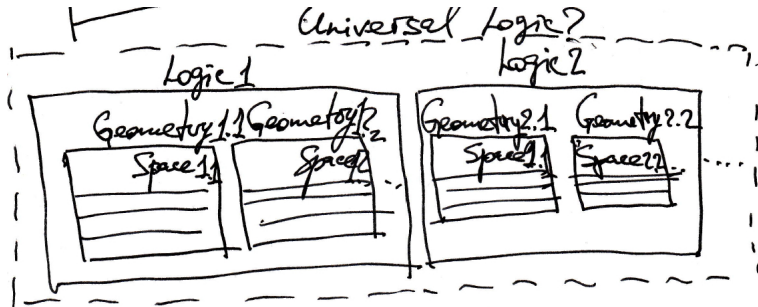 Universal Logic?
Logic 1 Logic 2
Geometry 1.1 Geometry 1.2 Geometry 2.1 Geometry 2.2
Space 1.1 Space 1.2 Space 2.1 Space 2.2